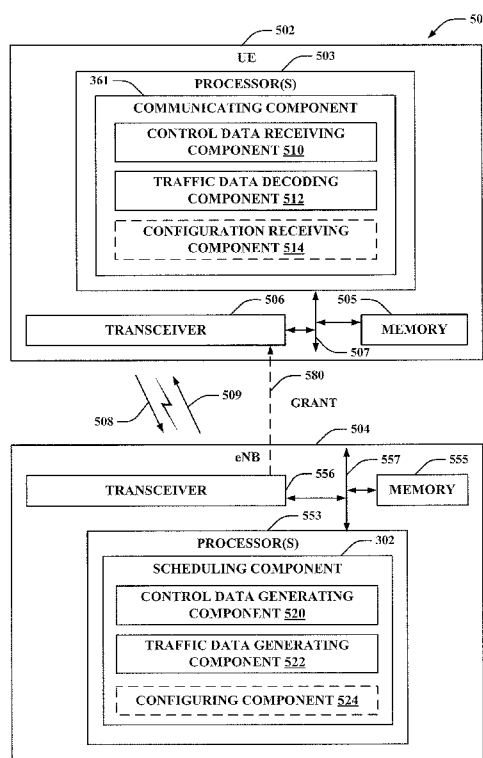 502
50
UE
503
PROCESSOR(S)
361
COMMUNICATING COMPONENT
CONTROL DATA RECEIVING
COMPONENT 510
TRAFFIC DATA DECODING
COMPONENT 512
CONFIGURATION RECEIVING
COMPONENT 514
506
505
TRANSCEIVER
MEMORY
507
580
509
508
GRANT
504
eNB
556
557
555
TRANSCEIVER
MEMORY
553
PROCESSOR(S)
302
SCHEDULING COMPONENT
CONTROL DATA GENERATING
COMPONENT 520
TRAFFIC DATA GENERATING
COMPONENT 522
CONFIGURING COMPONENT 524